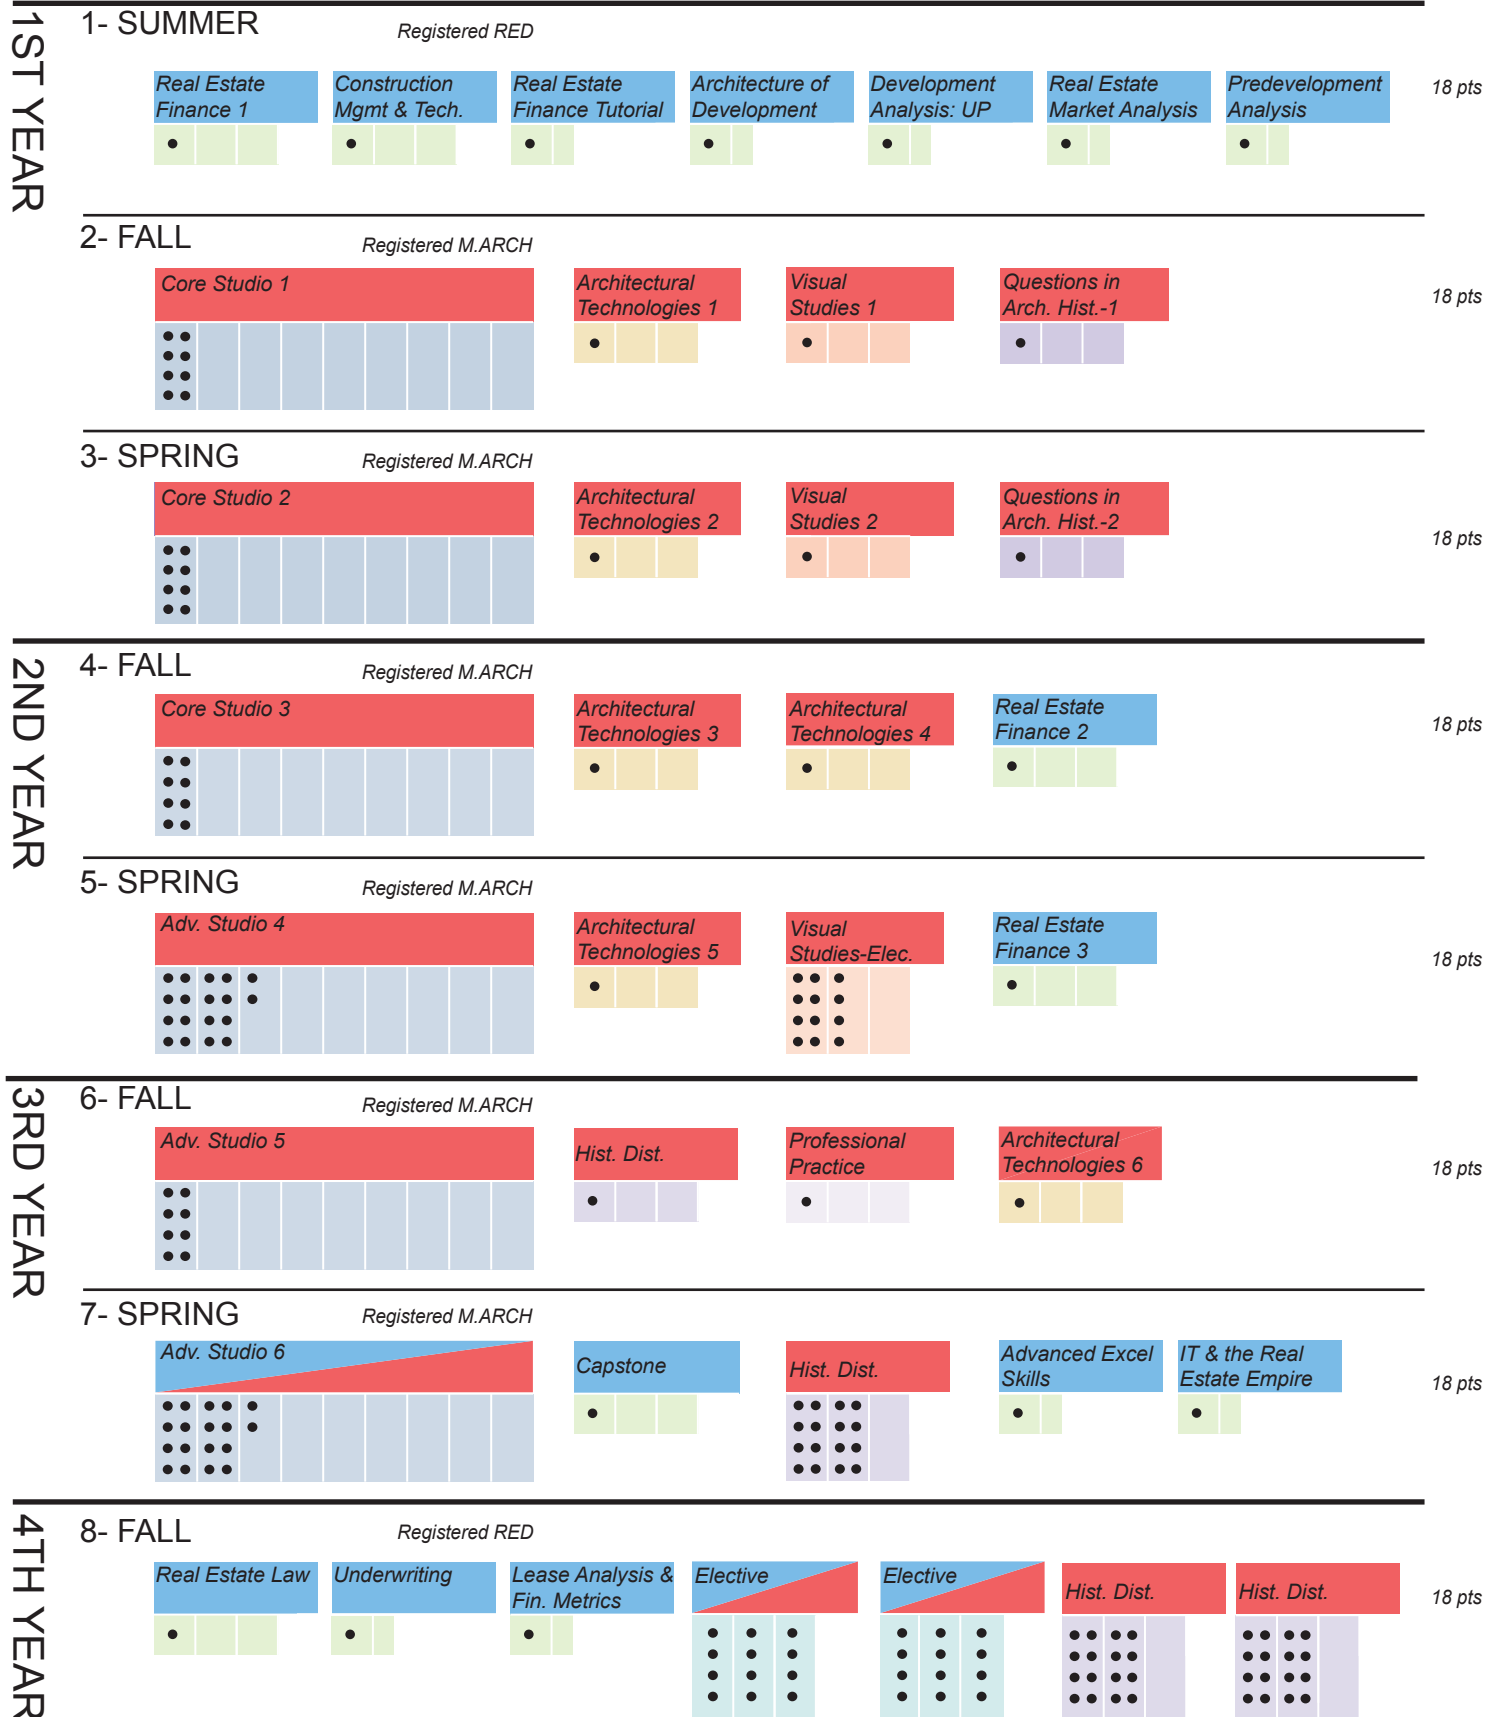 1ST YEAR
1- SUMMER
Registered RED
Real Estate
Finance 1
Construction
Mgmt & Tech.
Real Estate
Finance Tutorial
Architecture of
Development
Development
Analysis: UP
Real Estate
Market Analysis
Predevelopment
Analysis
18 pts
2- FALL
Registered M.ARCH
Core Studio 1
Architectural
Technologies 1
Visual
Studies 1
Questions in
Arch. Hist.-1
18 pts
3- SPRING
Registered M.ARCH
Core Studio 2
Architectural
Technologies 2
Visual
Studies 2
Questions in
Arch. Hist.-2
18 pts
2ND YEAR
4- FALL
Registered M.ARCH
Core Studio 3
Architectural
Technologies 3
Architectural
Technologies 4
Real Estate
Finance 2
18 pts
5- SPRING
Registered M.ARCH
Adv. Studio 4
Architectural
Technologies 5
Visual
Studies-Elec.
Real Estate
Finance 3
18 pts
3RD YEAR
6- FALL
Registered M.ARCH
Adv. Studio 5
Hist. Dist.
Professional
Practice
Architectural
Technologies 6
18 pts
7- SPRING
Registered M.ARCH
Adv. Studio 6
Capstone
Hist. Dist.
Advanced Excel
Skills
IT & the Real
Estate Empire
18 pts
4TH YEAR
8- FALL
Registered RED
Real Estate Law
Underwriting
Lease Analysis &
Fin. Metrics
Elective
Elective
Hist. Dist.
Hist. Dist.
18 pts